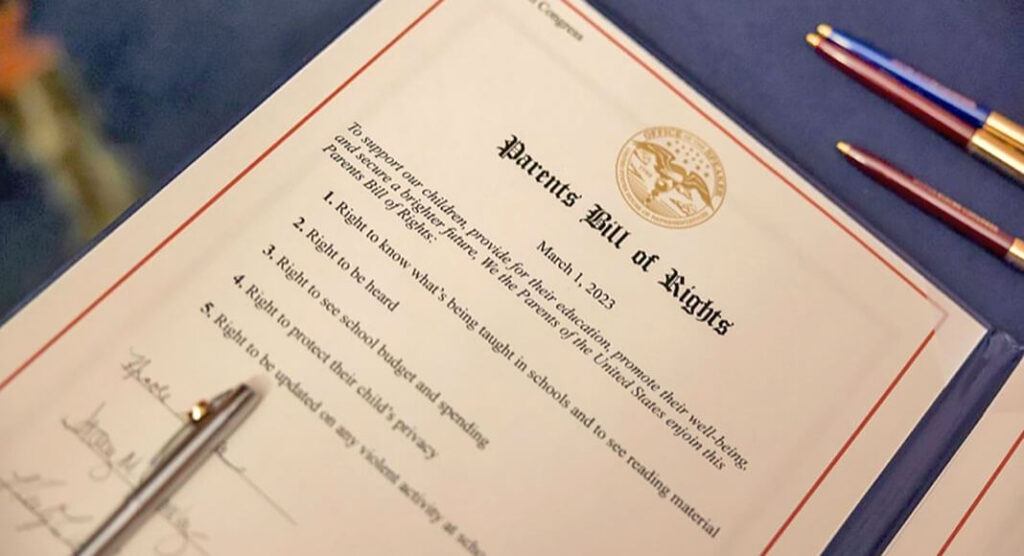 Congress
OFFICE OF THE SPEAKER
Parents Bill of Rights
March 1, 2023
To support our children, provide for their education, promote their well-being,
and secure a brighter future, We the Parents of the United States enjoin this
Parents Bill of Rights:
1. Right to know what's being taught in schools and to see reading material
2. Right to be heard
3. Right to see school budget and spending
4. Right to protect their child's privacy
5. Right to be updated on any violent activity at